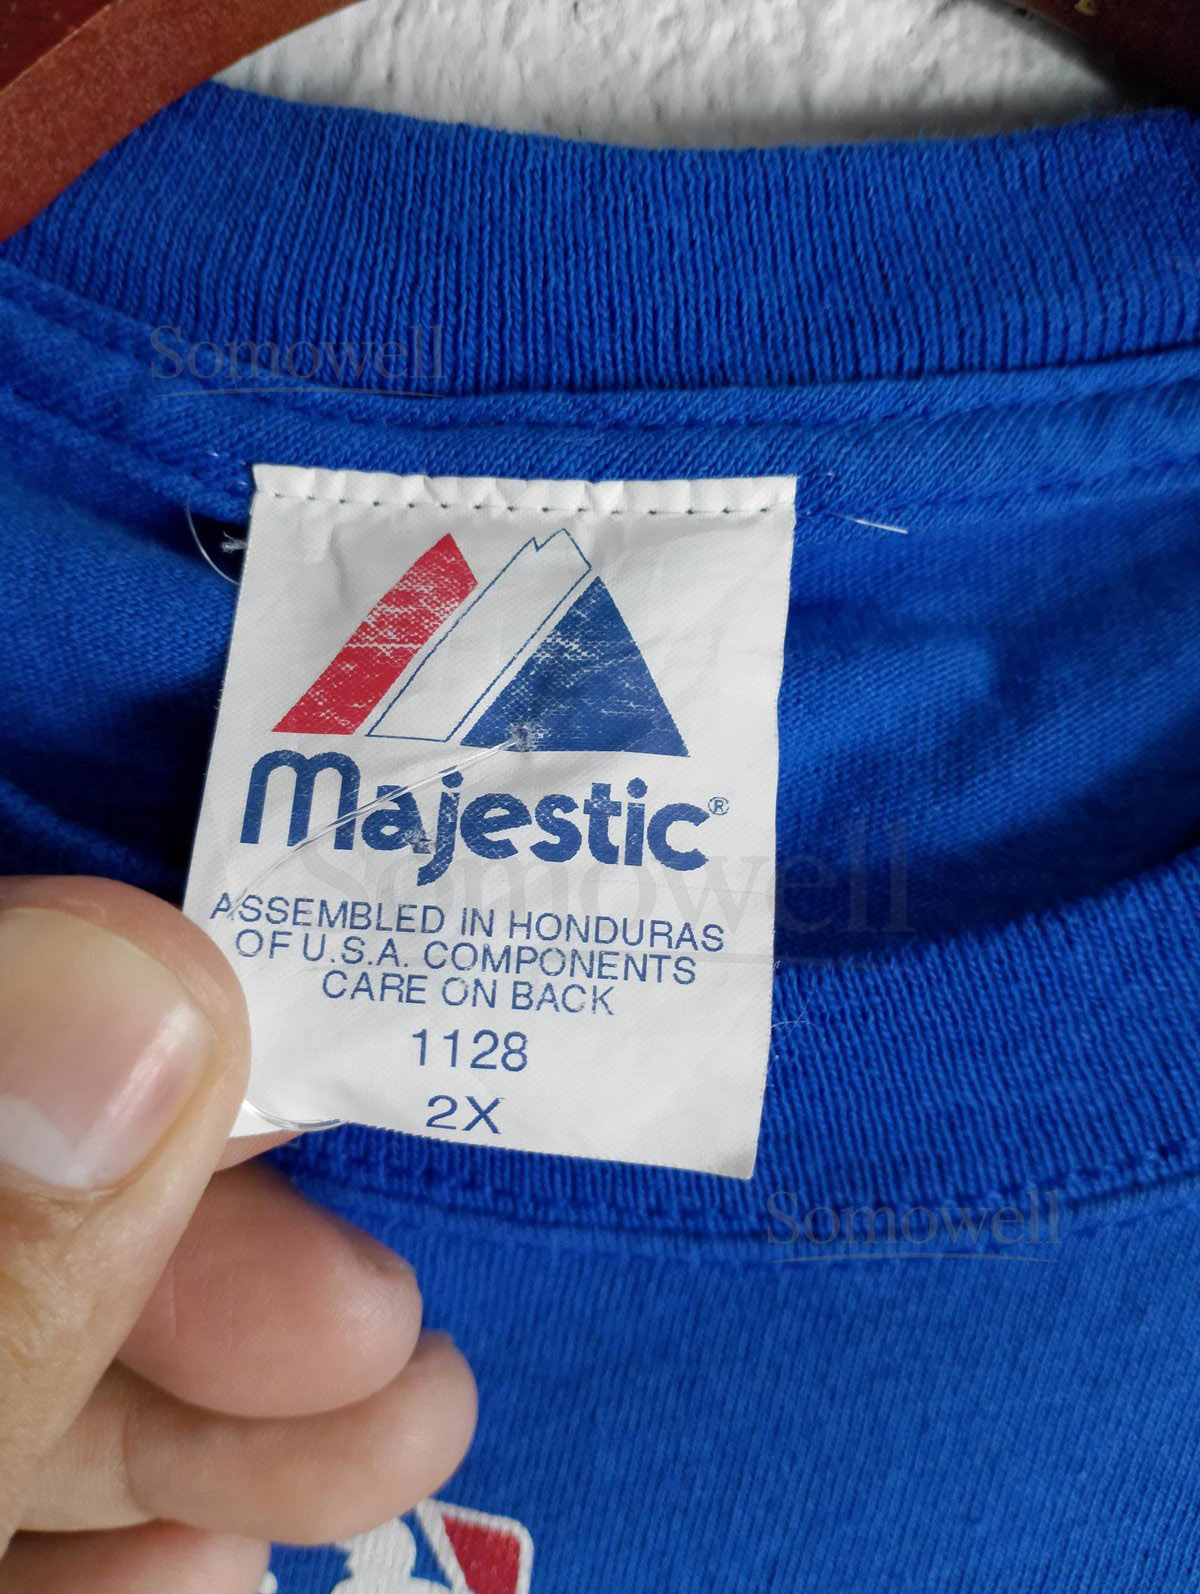 Somowell
Majestic®
Somowell
ASSEMBLED IN HONDURAS
OF U.S.A. COMPONENTS
CARE ON BACK
1128
2X
Somowell